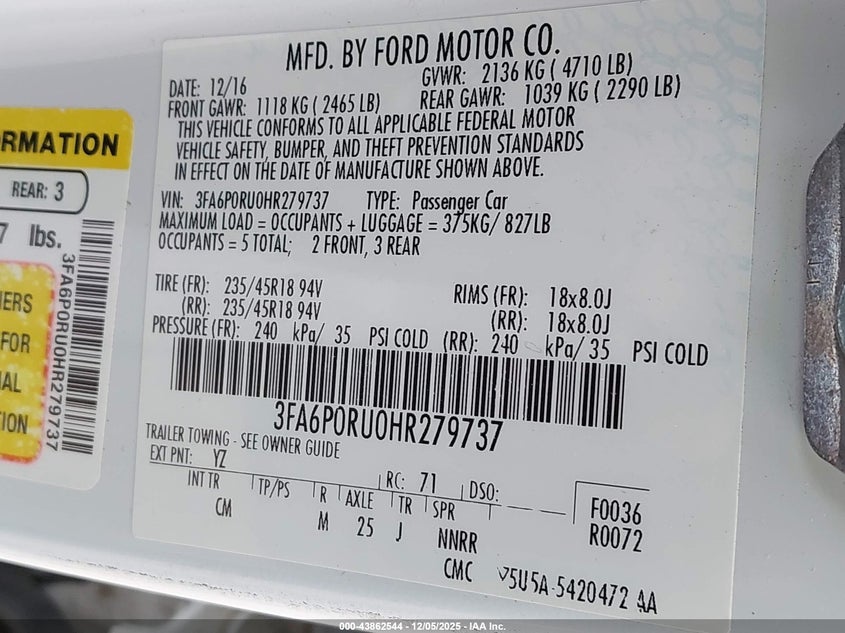 MFD. BY FORD MOTOR CO.
DATE: 12/16 GVWR: 2136 KG ( 4710 LB)
FRONT GAWR: 1118 KG ( 2465 LB) REAR GAWR: 1039 KG ( 2290 LB)
THIS VEHICLE CONFORMS TO ALL APPLICABLE FEDERAL MOTOR
VEHICLE SAFETY, BUMPER, AND THEFT PREVENTION STANDARDS
IN EFFECT ON THE DATE OF MANUFACTURE SHOWN ABOVE.
VIN: 3FA6P0RU0HR279737 TYPE: Passenger Car
MAXIMUM LOAD = OCCUPANTS + LUGGAGE = 375KG/ 827LB
OCCUPANTS = 5 TOTAL; 2 FRONT, 3 REAR
TIRE (FR): 235/45R18 94V RIMS (FR): 18x8.0J
(RR): 235/45R18 94V (RR): 18x8.0J
PRESSURE (FR): 240 kPa/ 35 PSI COLD (RR): 240 kPa/ 35 PSI COLD
3FA6P0RU0HR279737
TRAILER TOWING - SEE OWNER GUIDE
EXT PNT: YZ RC: 71 DSO:
INT TR TP/PS R AXLE TR SPR F0036
CM M 25 J NNRR R0072
CMC V5U5A-5420472 AA
ORMATION
REAR: 3
7 lbs.
3FA6P0RU0HR279737
IERS
FOR
AL
ION
000-43862544 - 12/05/2025 - IAA Inc.